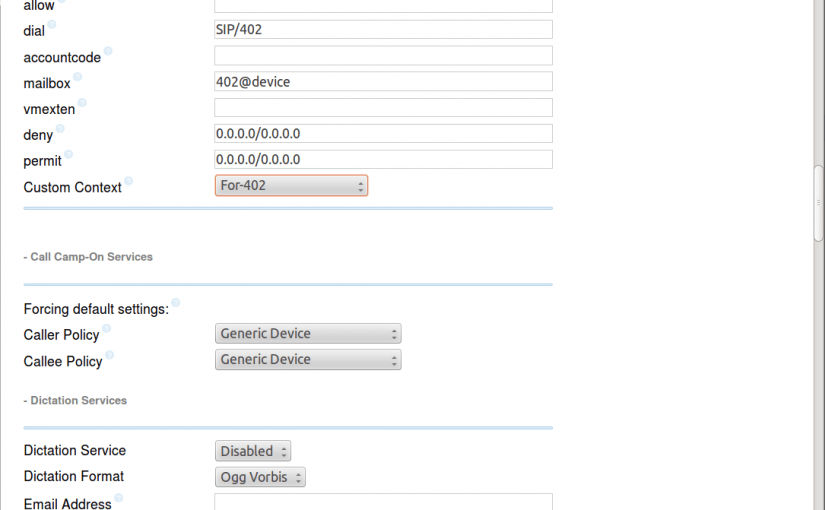 allow
dial SIP/402
accountcode
mailbox 402@device
vmexten
deny 0.0.0.0/0.0.0.0
permit 0.0.0.0/0.0.0.0
Custom Context For-402
- Call Camp-On Services
Forcing default settings:
Caller Policy Generic Device
Callee Policy Generic Device
- Dictation Services
Dictation Service Disabled
Dictation Format Ogg Vorbis
Email Address